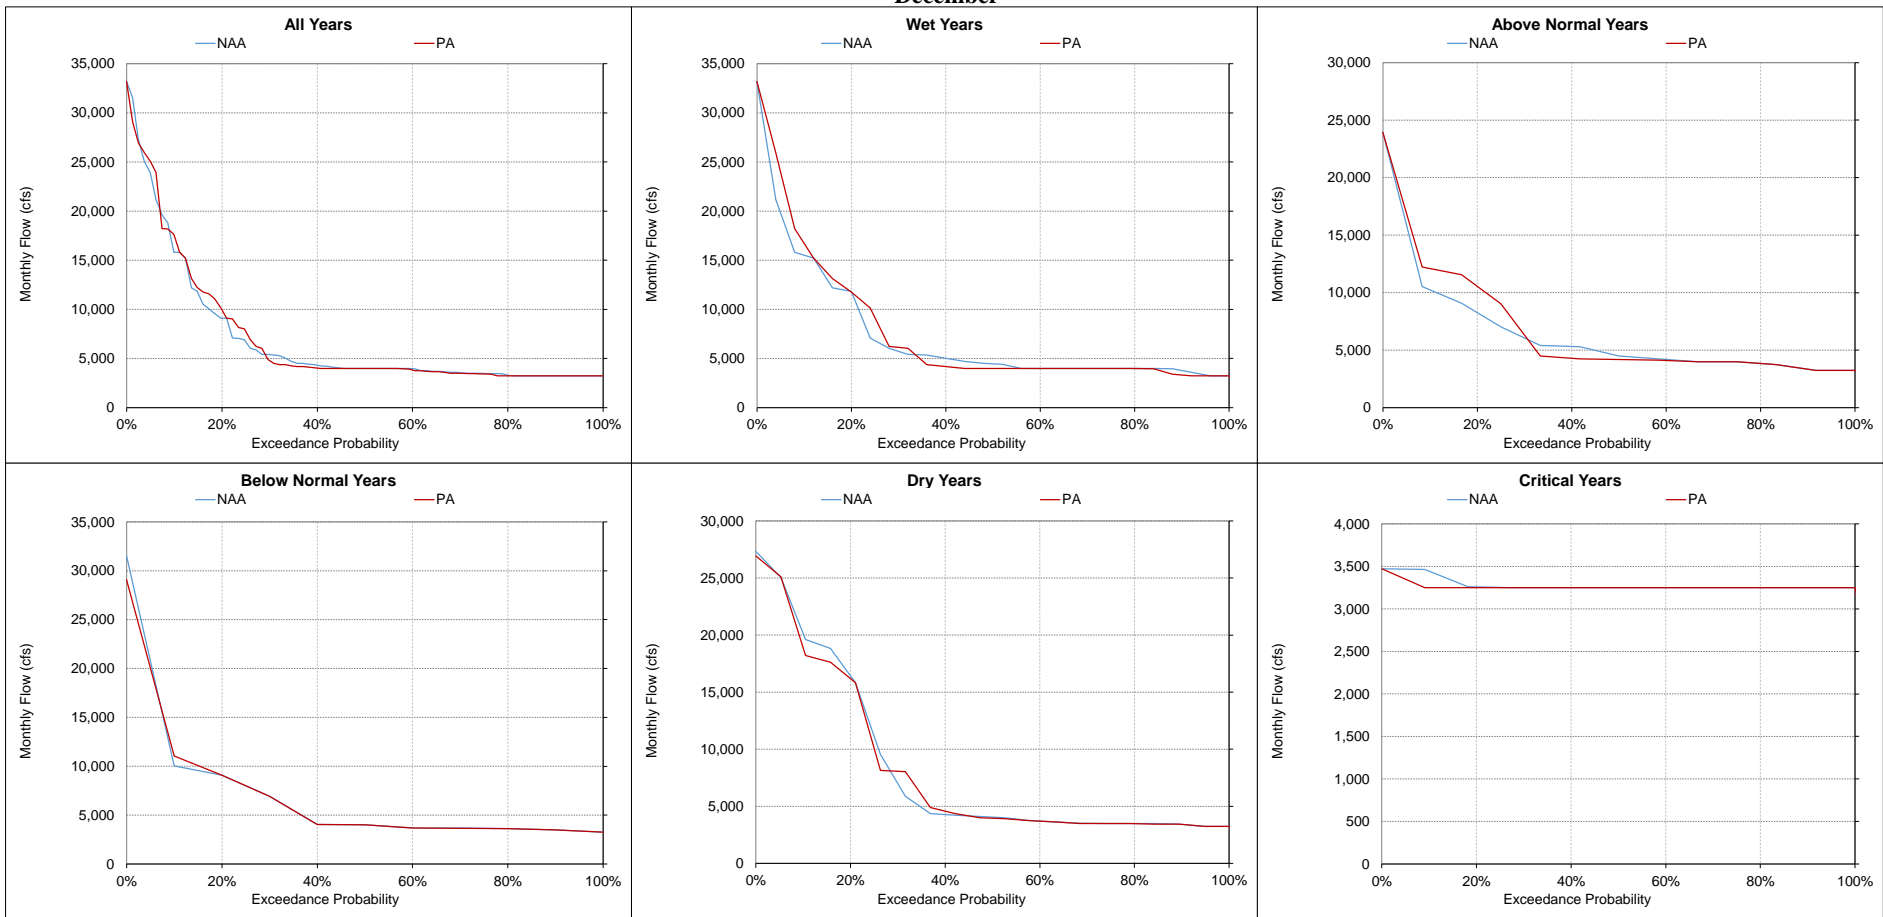 December
All Years
NAA
PA
35,000
30,000
25,000
20,000
15,000
10,000
5,000
0
Monthly Flow (cfs)
0% 20% 40% 60% 80% 100%
Exceedance Probability
Wet Years
NAA
PA
35,000
30,000
25,000
20,000
15,000
10,000
5,000
0
Monthly Flow (cfs)
0% 20% 40% 60% 80% 100%
Exceedance Probability
Above Normal Years
NAA
PA
30,000
25,000
20,000
15,000
10,000
5,000
0
Monthly Flow (cfs)
0% 20% 40% 60% 80% 100%
Exceedance Probability
Below Normal Years
NAA
PA
35,000
30,000
25,000
20,000
15,000
10,000
5,000
0
Monthly Flow (cfs)
0% 20% 40% 60% 80% 100%
Exceedance Probability
Dry Years
NAA
PA
30,000
25,000
20,000
15,000
10,000
5,000
0
Monthly Flow (cfs)
0% 20% 40% 60% 80% 100%
Exceedance Probability
Critical Years
NAA
PA
4,000
3,500
3,000
2,500
2,000
1,500
1,000
500
0
Monthly Flow (cfs)
0% 20% 40% 60% 80% 100%
Exceedance Probability